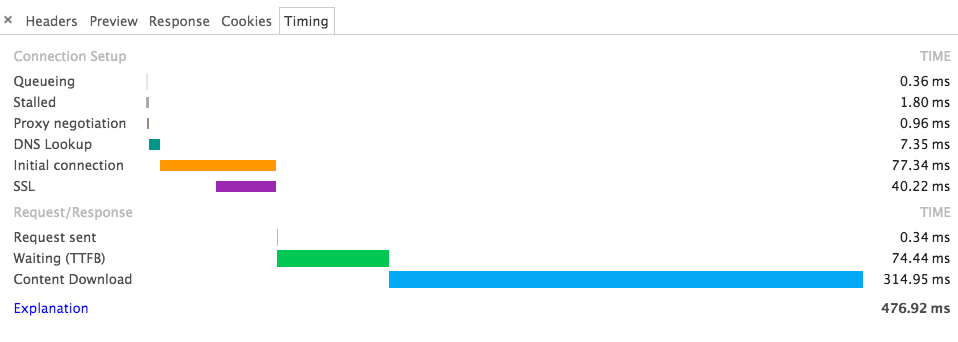 × Headers Preview Response Cookies Timing
Connection Setup TIME
Queueing 0.36 ms
Stalled 1.80 ms
Proxy negotiation 0.96 ms
DNS Lookup 7.35 ms
Initial connection 77.34 ms
SSL 40.22 ms
Request/Response TIME
Request sent 0.34 ms
Waiting (TTFB) 74.44 ms
Content Download 314.95 ms
Explanation 476.92 ms